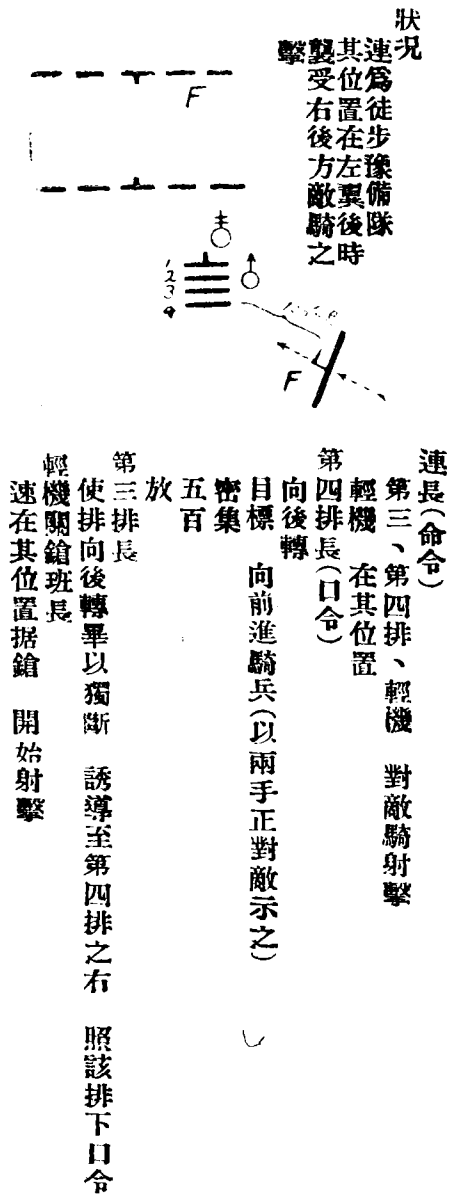 狀況
連爲徒步豫備隊
其位置在左翼後時
襲受右後方敵騎之
擊
F
1
2
3
F
連長(命令)
第三、第四排、輕機　對敵騎射擊
輕機　在其位置
第四排長(口令)
向後轉
目標　向前進騎兵(以兩手正對敵示之)
密集
五百
放
第三排長
使排向後轉畢以獨斷　誘導至第四排之右　照該排下口令
輕機關鎗班長
速在其位置据鎗　開始射擊